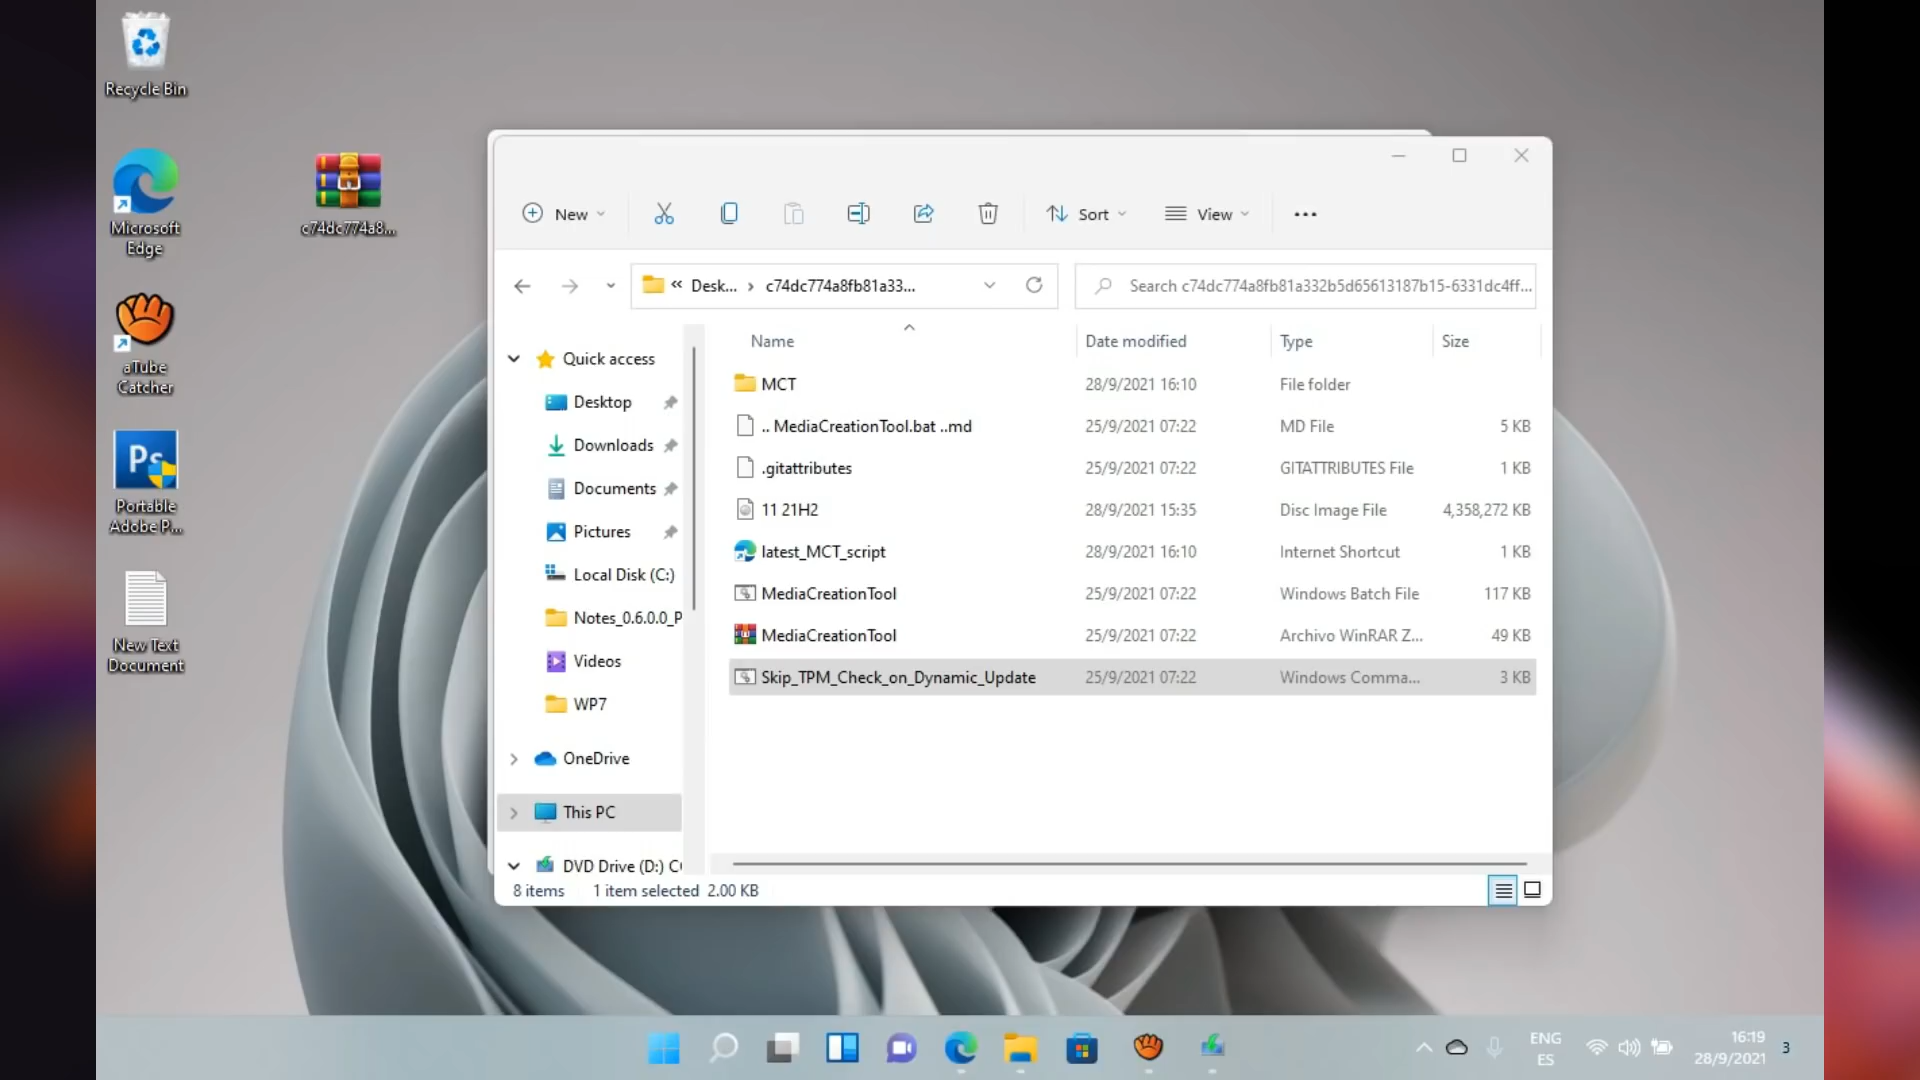 Recycle Bin
Microsoft
Edge
c74dc774a8...
aTube
Catcher
Ps
Portable
Adobe P...
New Text
Document
New
Sort
View
« Desk... › c74dc774a8fb81a33...
Search c74dc774a8fb81a332b5d65613187b15-6331dc4ff...
Name Date modified Type Size
Quick access
Desktop
Downloads
Documents
Pictures
Local Disk (C:)
Notes_0.6.0.0_P
Videos
WP7
OneDrive
This PC
DVD Drive (D:)
MCT 28/9/2021 16:10 File folder
.. MediaCreationTool.bat ..md 25/9/2021 07:22 MD File 5 KB
.gitattributes 25/9/2021 07:22 GITATTRIBUTES File 1 KB
11 21H2 28/9/2021 15:35 Disc Image File 4,358,272 KB
latest_MCT_script 28/9/2021 16:10 Internet Shortcut 1 KB
MediaCreationTool 25/9/2021 07:22 Windows Batch File 117 KB
MediaCreationTool 25/9/2021 07:22 Archivo WinRAR Z... 49 KB
Skip_TPM_Check_on_Dynamic_Update 25/9/2021 07:22 Windows Comma... 3 KB
8 items 1 item selected 2.00 KB
ENG
ES
16:19
28/9/2021
3